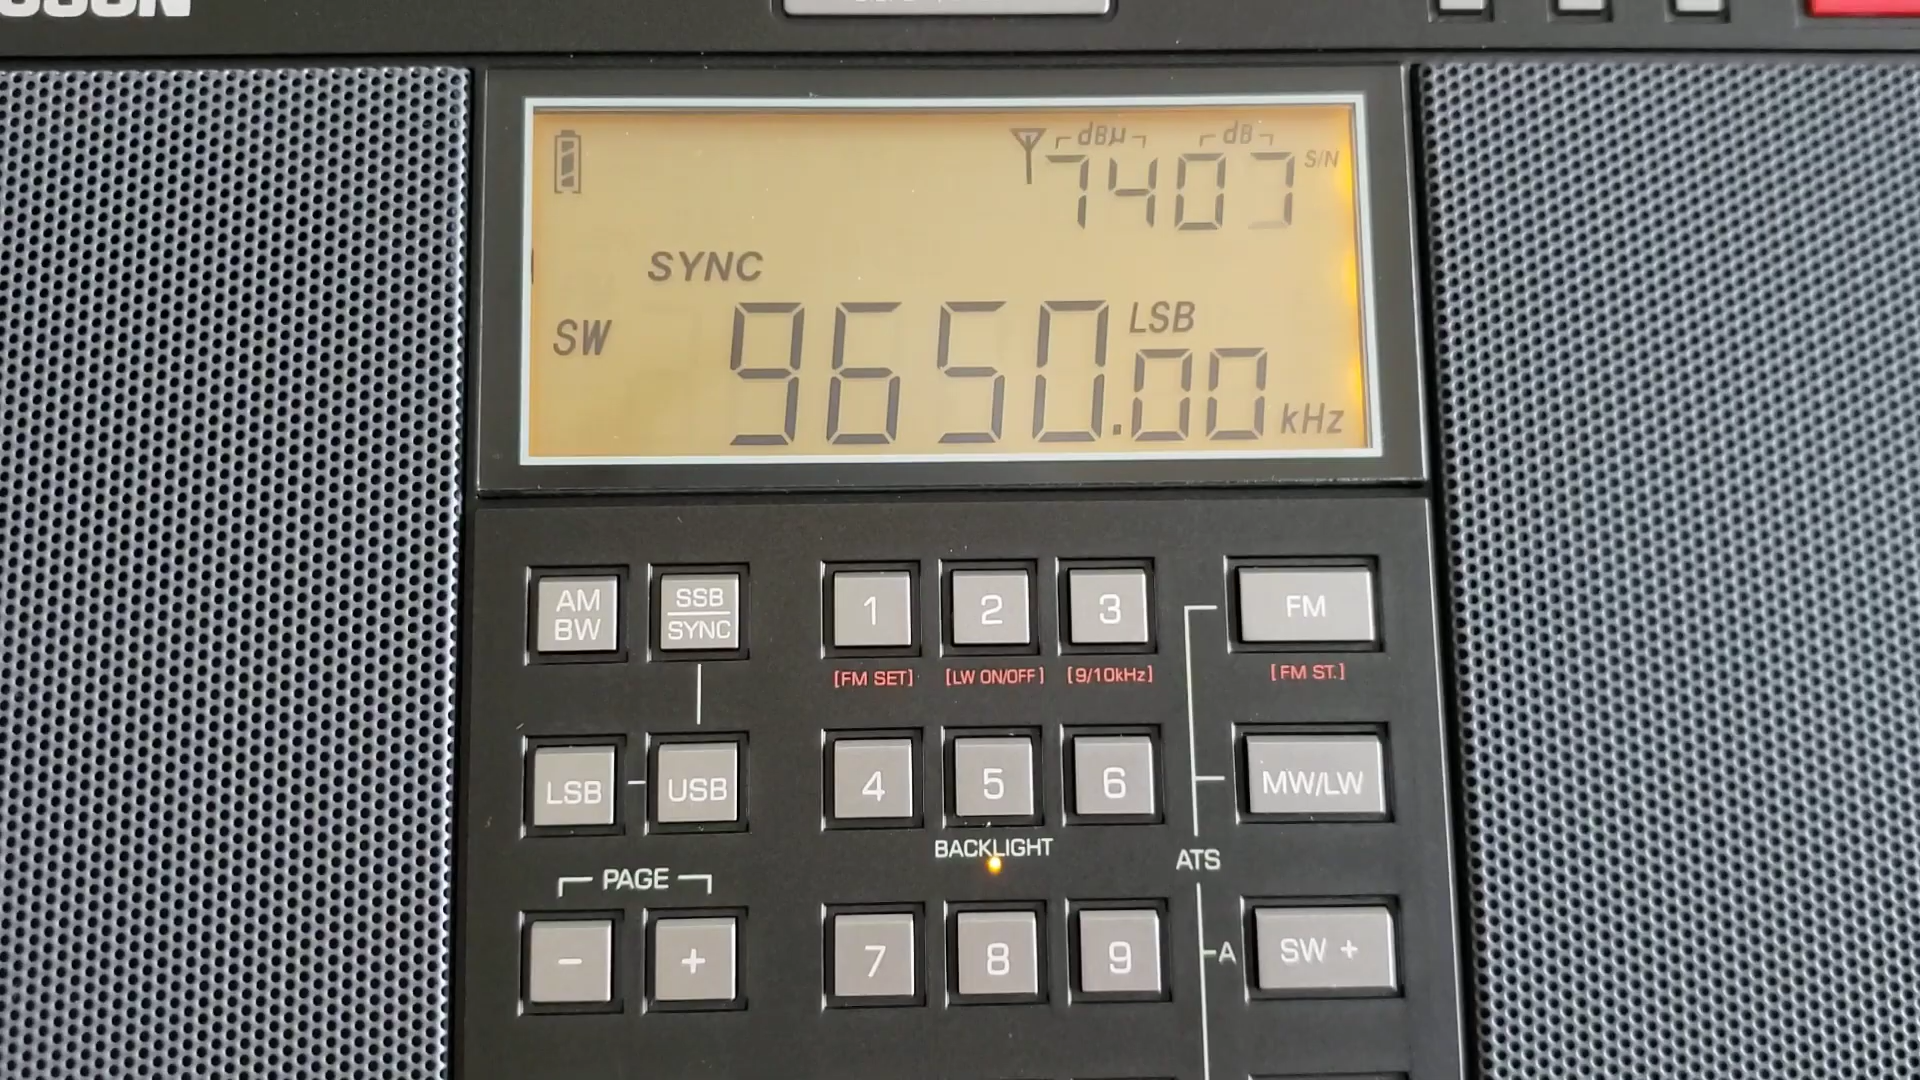 dBµ dB
7407 S/N
SYNC
SW 9650.00 kHz
LSB
AM BW
SSB SYNC
1 2 3 FM
[FM SET] [LW ON/OFF] [9/10kHz] [FM ST.]
LSB - USB 4 5 6 MW/LW
BACKLIGHT
ATS
PAGE
- + 7 8 9 A SW +